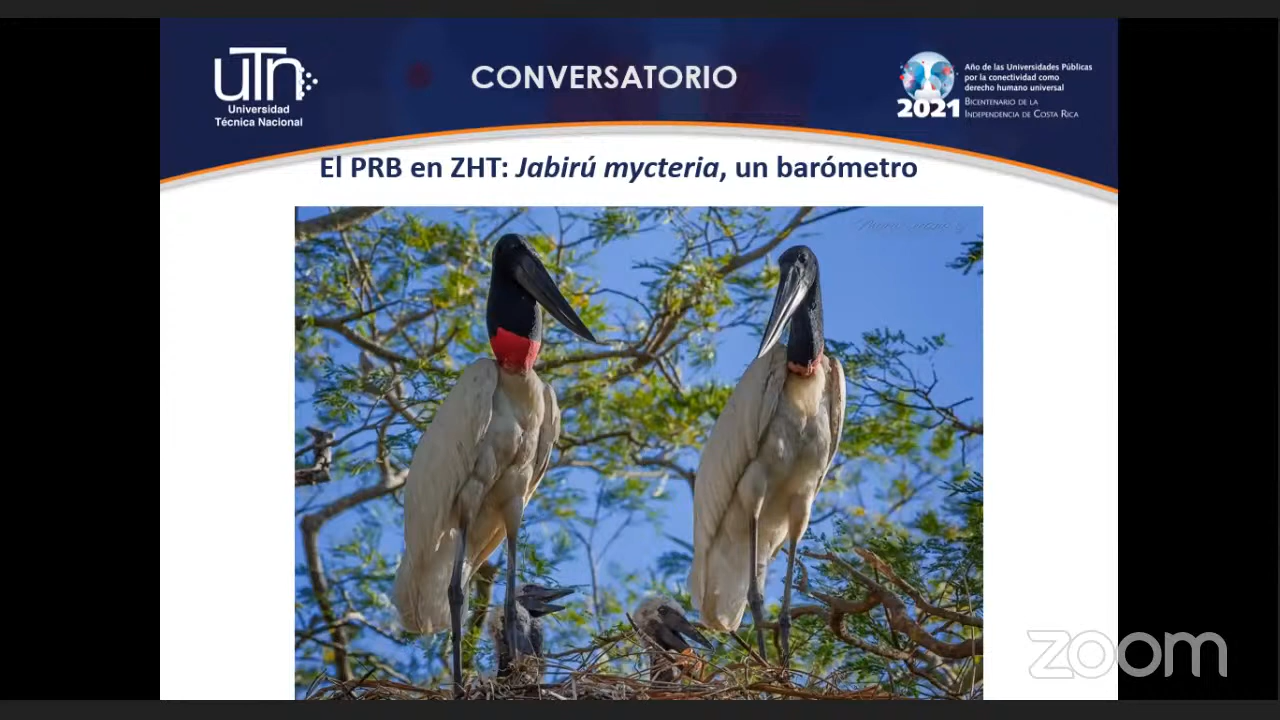 UTN
Universidad
Técnica Nacional
CONVERSATORIO
2021
Año de las Universidades Públicas
por la conectividad como
derecho humano universal
Bicentenario de la
Independencia de Costa Rica
El PRB en ZHT: Jabirú mycteria, un barómetro
zoom